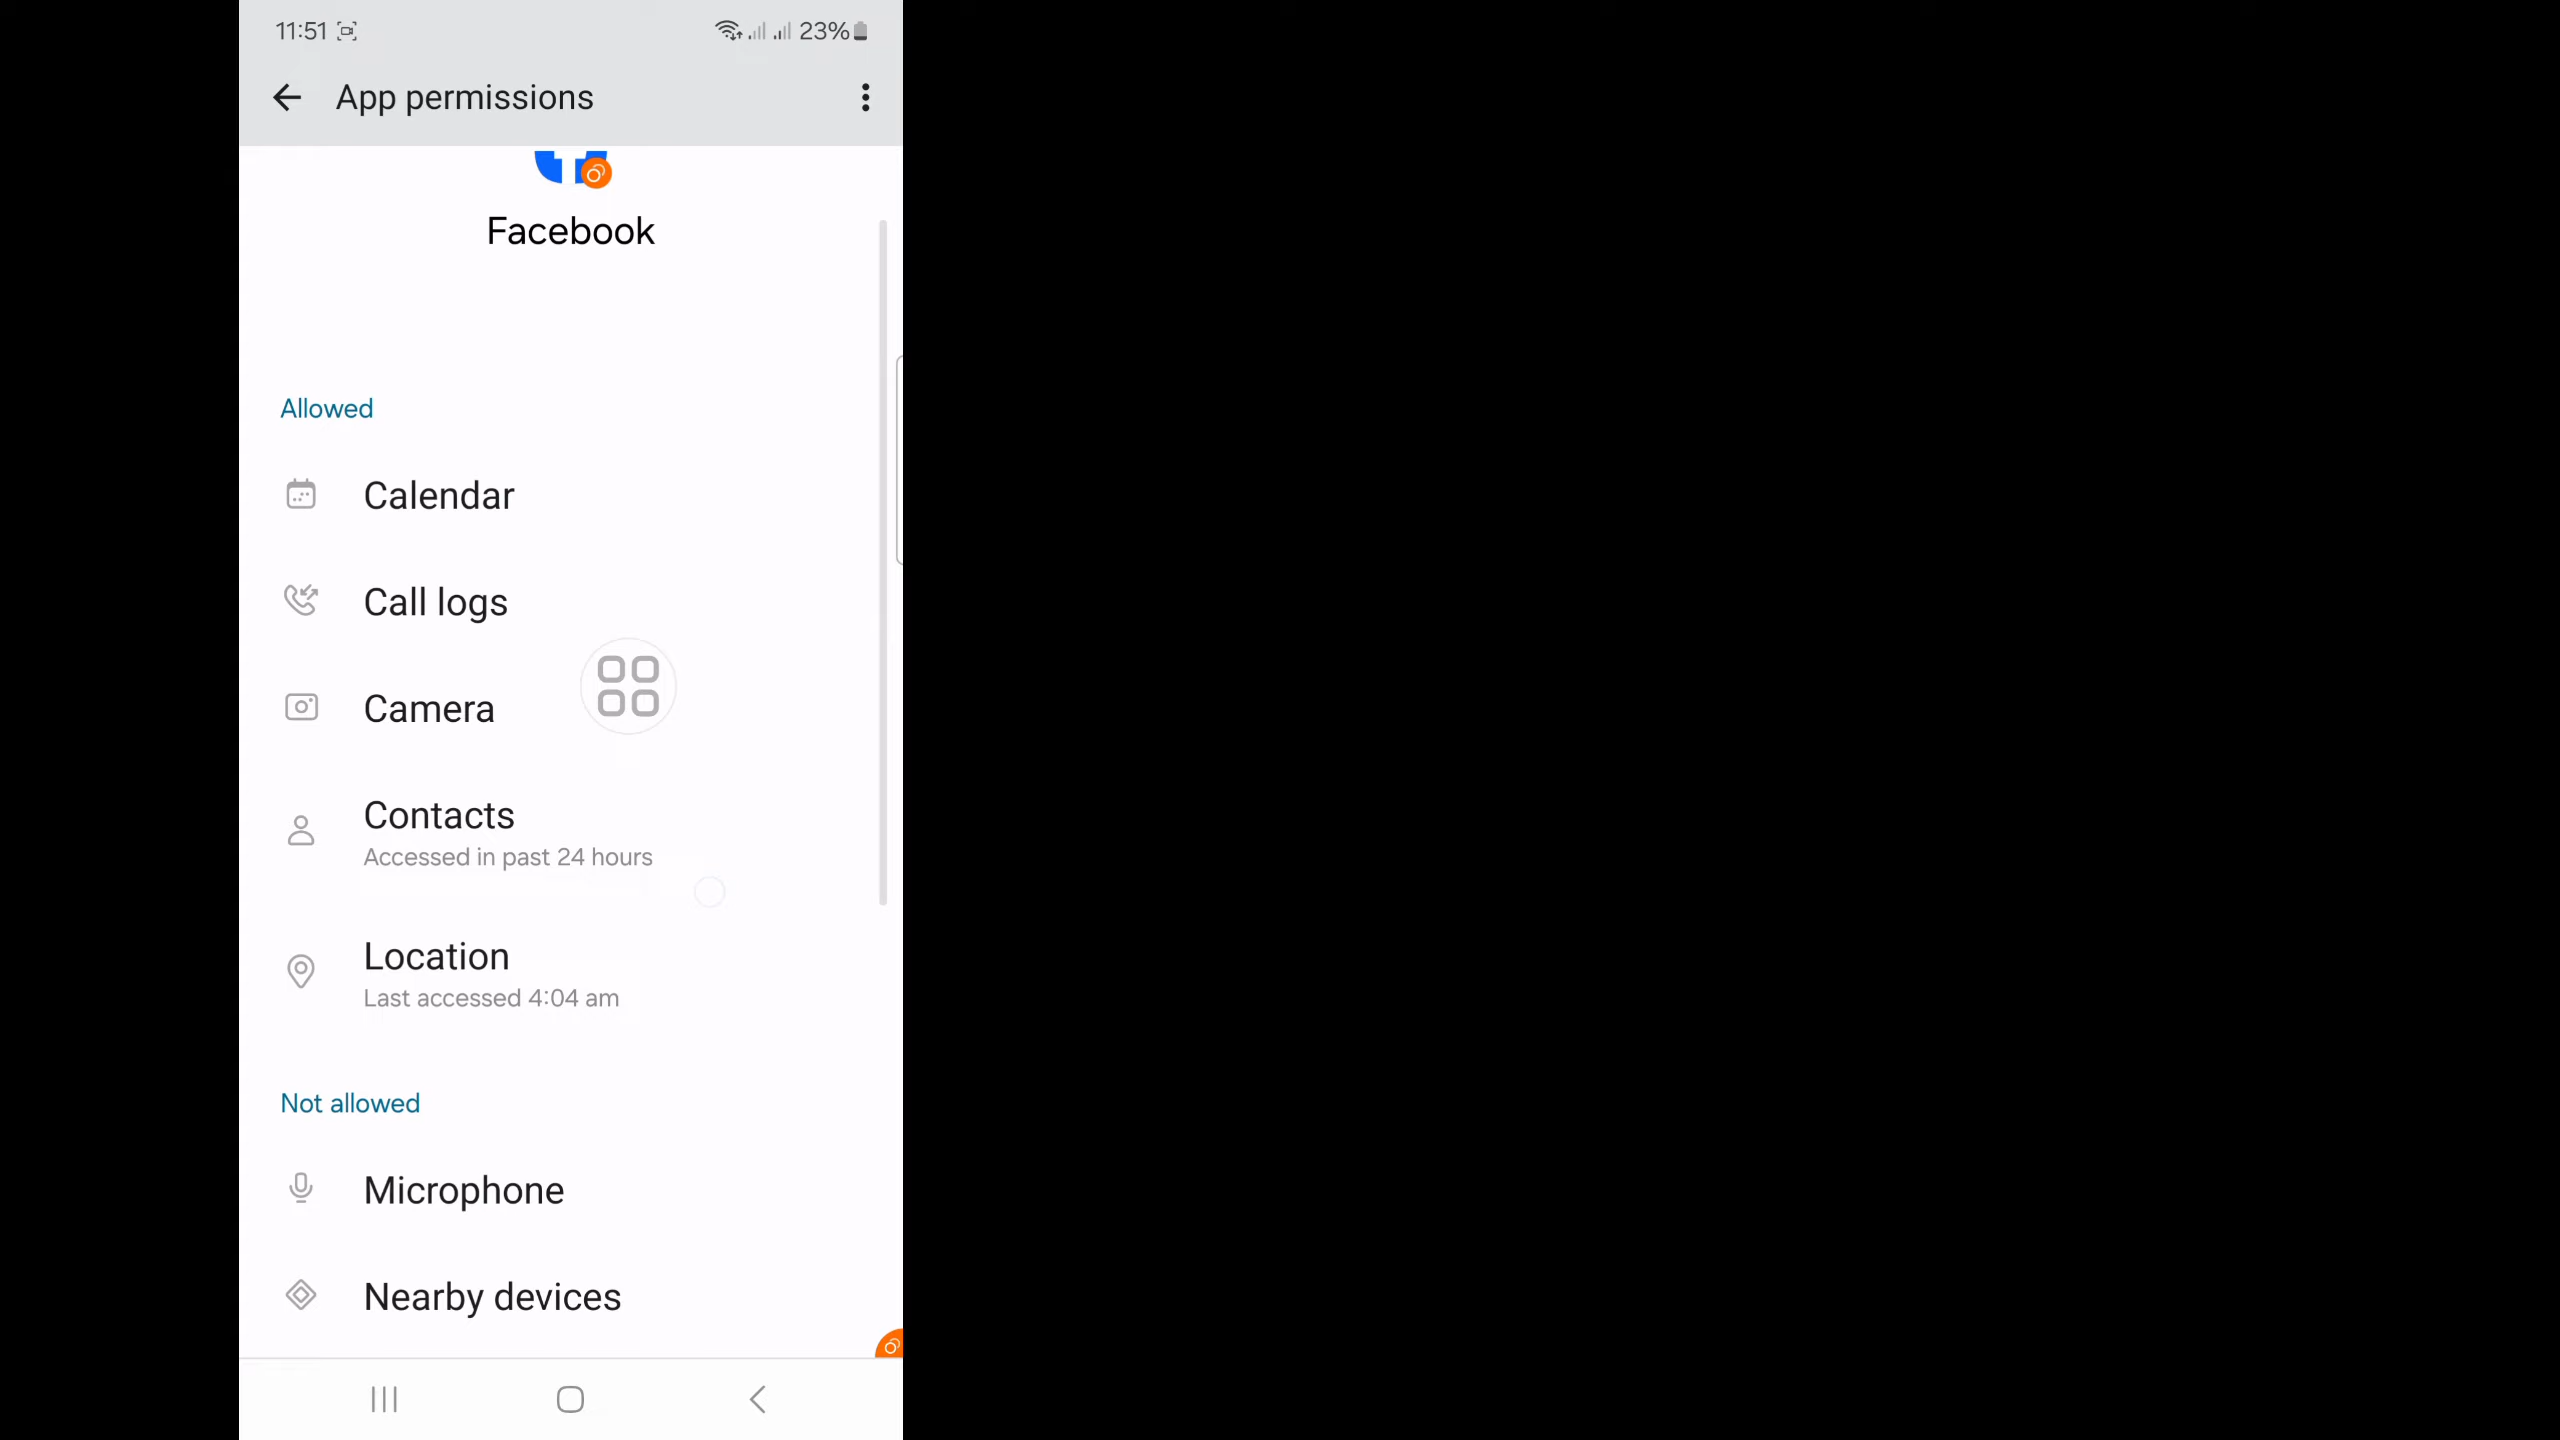 11:51 23%
App permissions
Facebook
Allowed
Calendar
Call logs
Camera
Contacts
Accessed in past 24 hours
Location
Last accessed 4:04 am
Not allowed
Microphone
Nearby devices